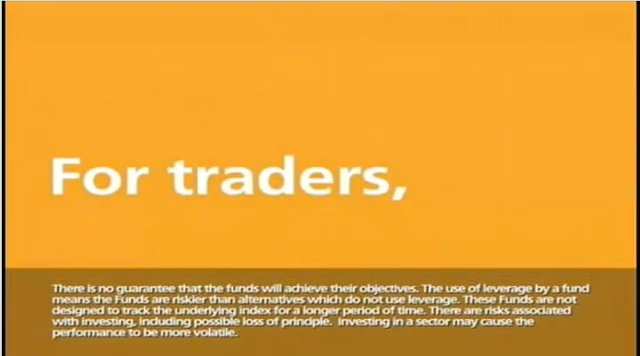 For traders,
There is no guarantee that the funds will achieve their objectives. The use of leverage by a fund
means the Funds are riskier than alternatives which do not use leverage. These Funds are not
designed to track the underlying index for a longer period of time. There are risks associated
with investing, including possible loss of principle. Investing in a sector may cause the
performance to be more volatile.